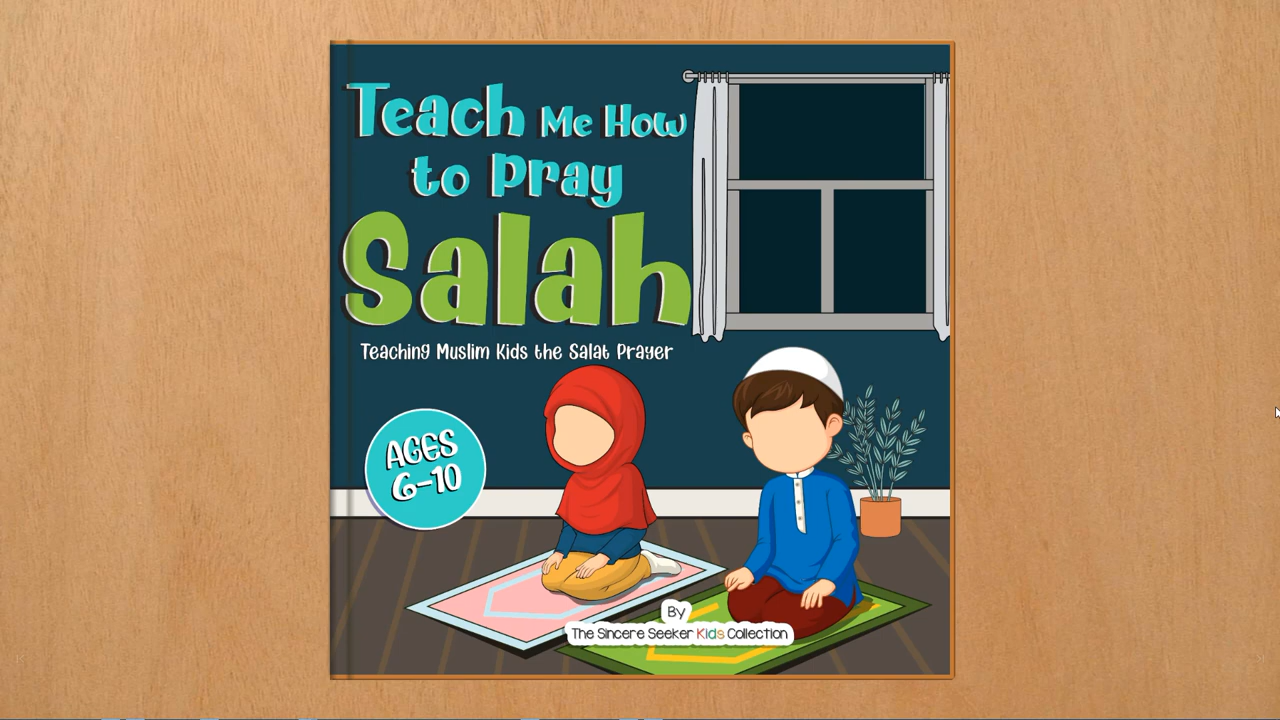 Teach Me How
to Pray
Salah
Teaching Muslim Kids the Salat Prayer
AGES
6-10
By
The Sincere Seeker Kids Collection